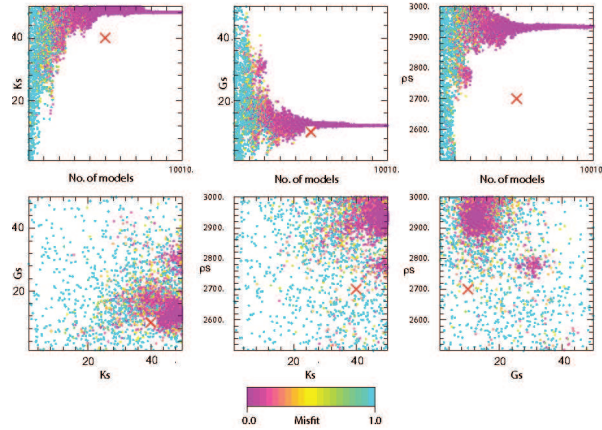 40
20
Ks
10010.
No. of models
40
20
Gs
10010.
No. of models
3000.
2900.
2800.
2700.
2600.
ρs
10010.
No. of models
40
20
Gs
20
40
Ks
3000.
2900.
2800.
2700.
2600.
ρs
20
40
Ks
3000.
2900.
2800.
2700.
2600.
ρs
20
40
Gs
0.0
Misfit
1.0